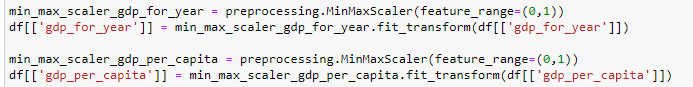 min_max_scaler_gdp_for_year = preprocessing.MinMaxScaler(feature_range=(0,1))
df[['gdp_for_year']] = min_max_scaler_gdp_for_year.fit_transform(df[['gdp_for_year']])
min_max_scaler_gdp_per_capita = preprocessing.MinMaxScaler(feature_range=(0,1))
df[['gdp_per_capita']] = min_max_scaler_gdp_per_capita.fit_transform(df[['gdp_per_capita']])